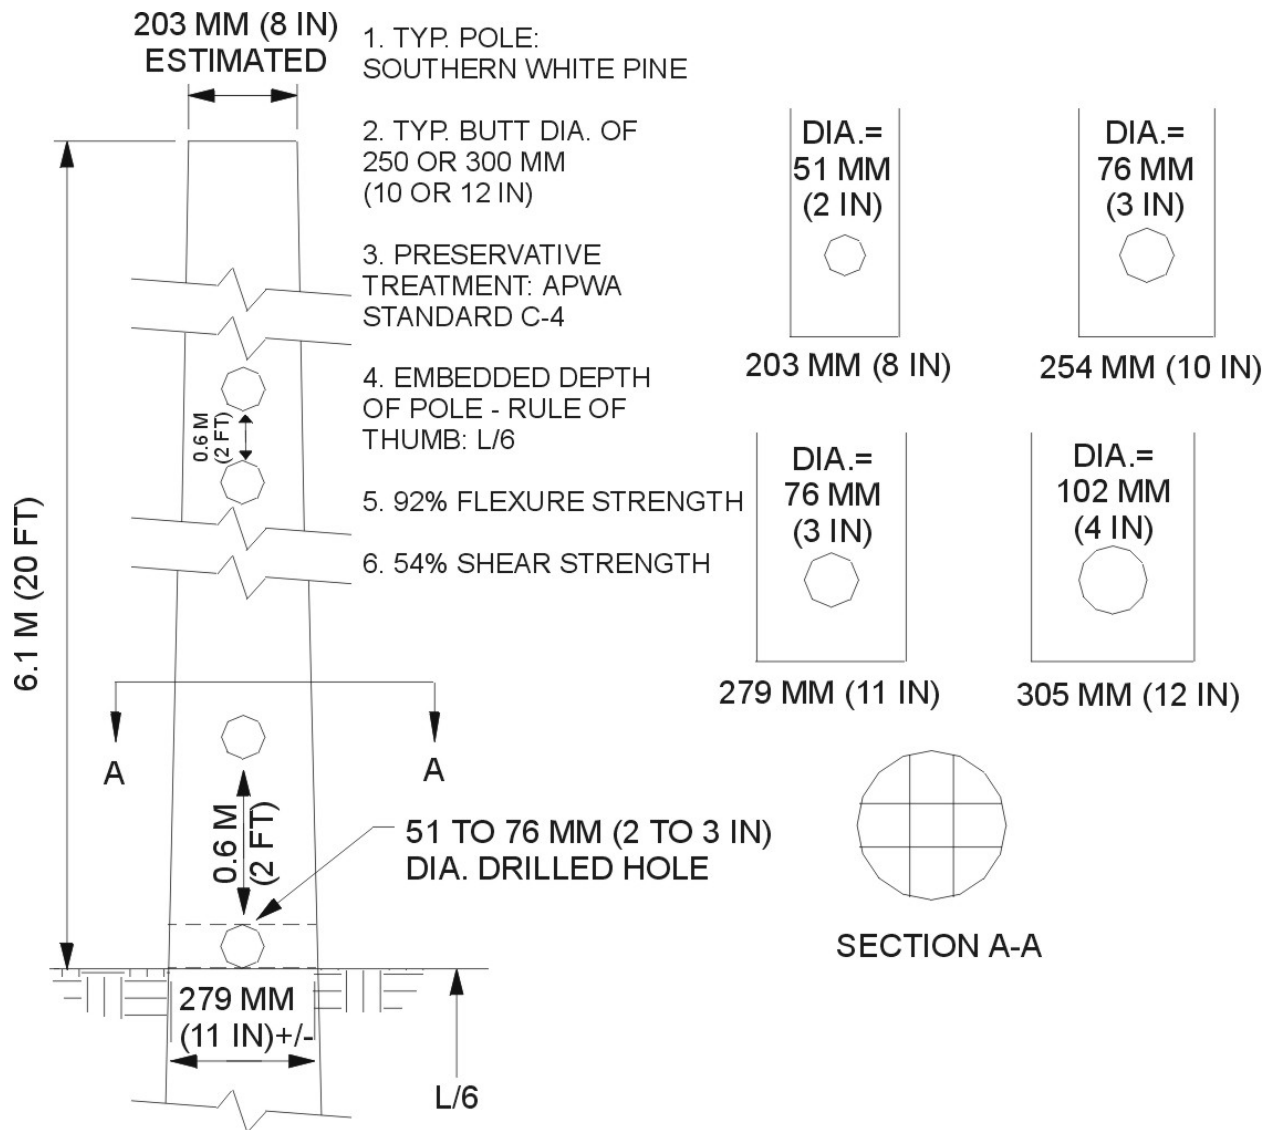 203 MM (8 IN)
ESTIMATED
1. TYP. POLE:
SOUTHERN WHITE PINE
2. TYP. BUTT DIA. OF
250 OR 300 MM
(10 OR 12 IN)
3. PRESERVATIVE
TREATMENT: APWA
STANDARD C-4
4. EMBEDDED DEPTH
OF POLE - RULE OF
THUMB: L/6
5. 92% FLEXURE STRENGTH
6. 54% SHEAR STRENGTH
0.6 M
(2 FT)
6.1 M (20 FT)
A
A
0.6 M
(2 FT)
51 TO 76 MM (2 TO 3 IN)
DIA. DRILLED HOLE
279 MM
(11 IN)+/-
L/6
DIA.=
51 MM
(2 IN)
203 MM (8 IN)
DIA.=
76 MM
(3 IN)
254 MM (10 IN)
DIA.=
76 MM
(3 IN)
279 MM (11 IN)
DIA.=
102 MM
(4 IN)
305 MM (12 IN)
SECTION A-A